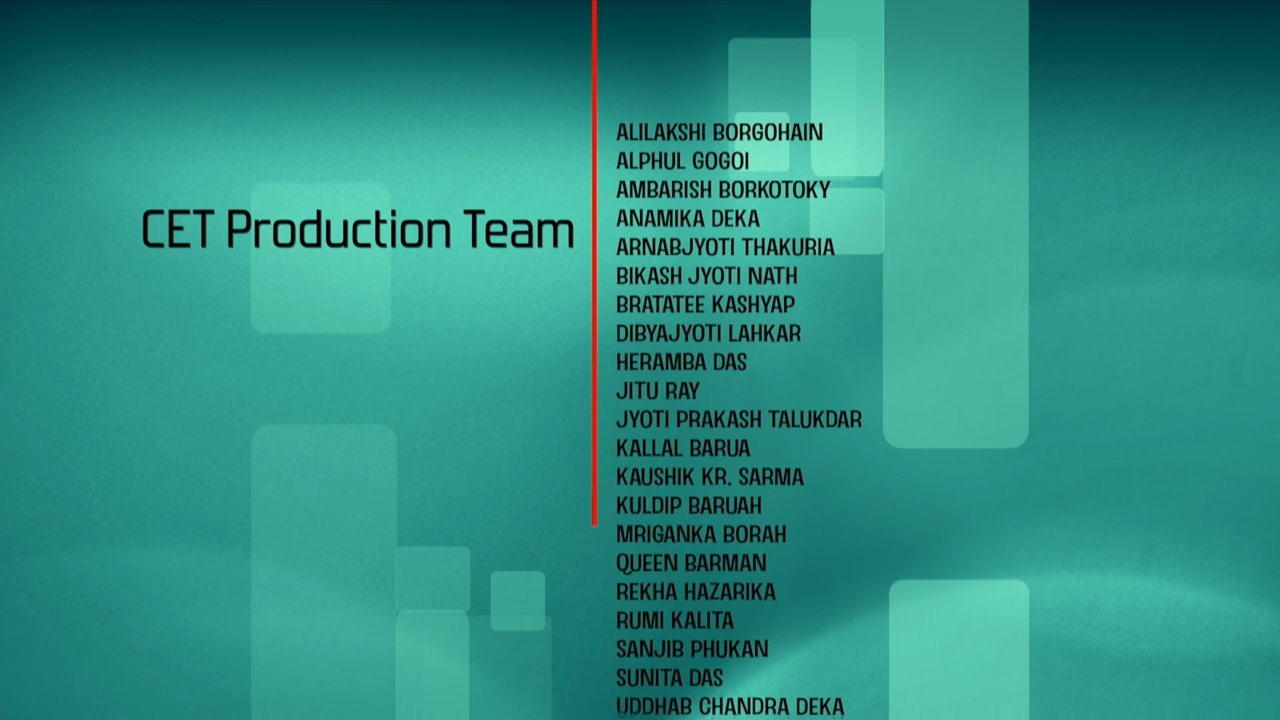 CET Production Team
ALILAKSHI BORGOHAIN
ALPHUL GOGOI
AMBARISH BORKOTOKY
ANAMIKA DEKA
ARNABJYOTI THAKURIA
BIKASH JYOTI NATH
BRATATEE KASHYAP
DIBYAJYOTI LAHKAR
HERAMBA DAS
JITU RAY
JYOTI PRAKASH TALUKDAR
KALLAL BARUA
KAUSHIK KR. SARMA
KULDIP BARUAH
MRIGANKA BORAH
QUEEN BARMAN
REKHA HAZARIKA
RUMI KALITA
SANJIB PHUKAN
SUNITA DAS
UDDHAB CHANDRA DEKA